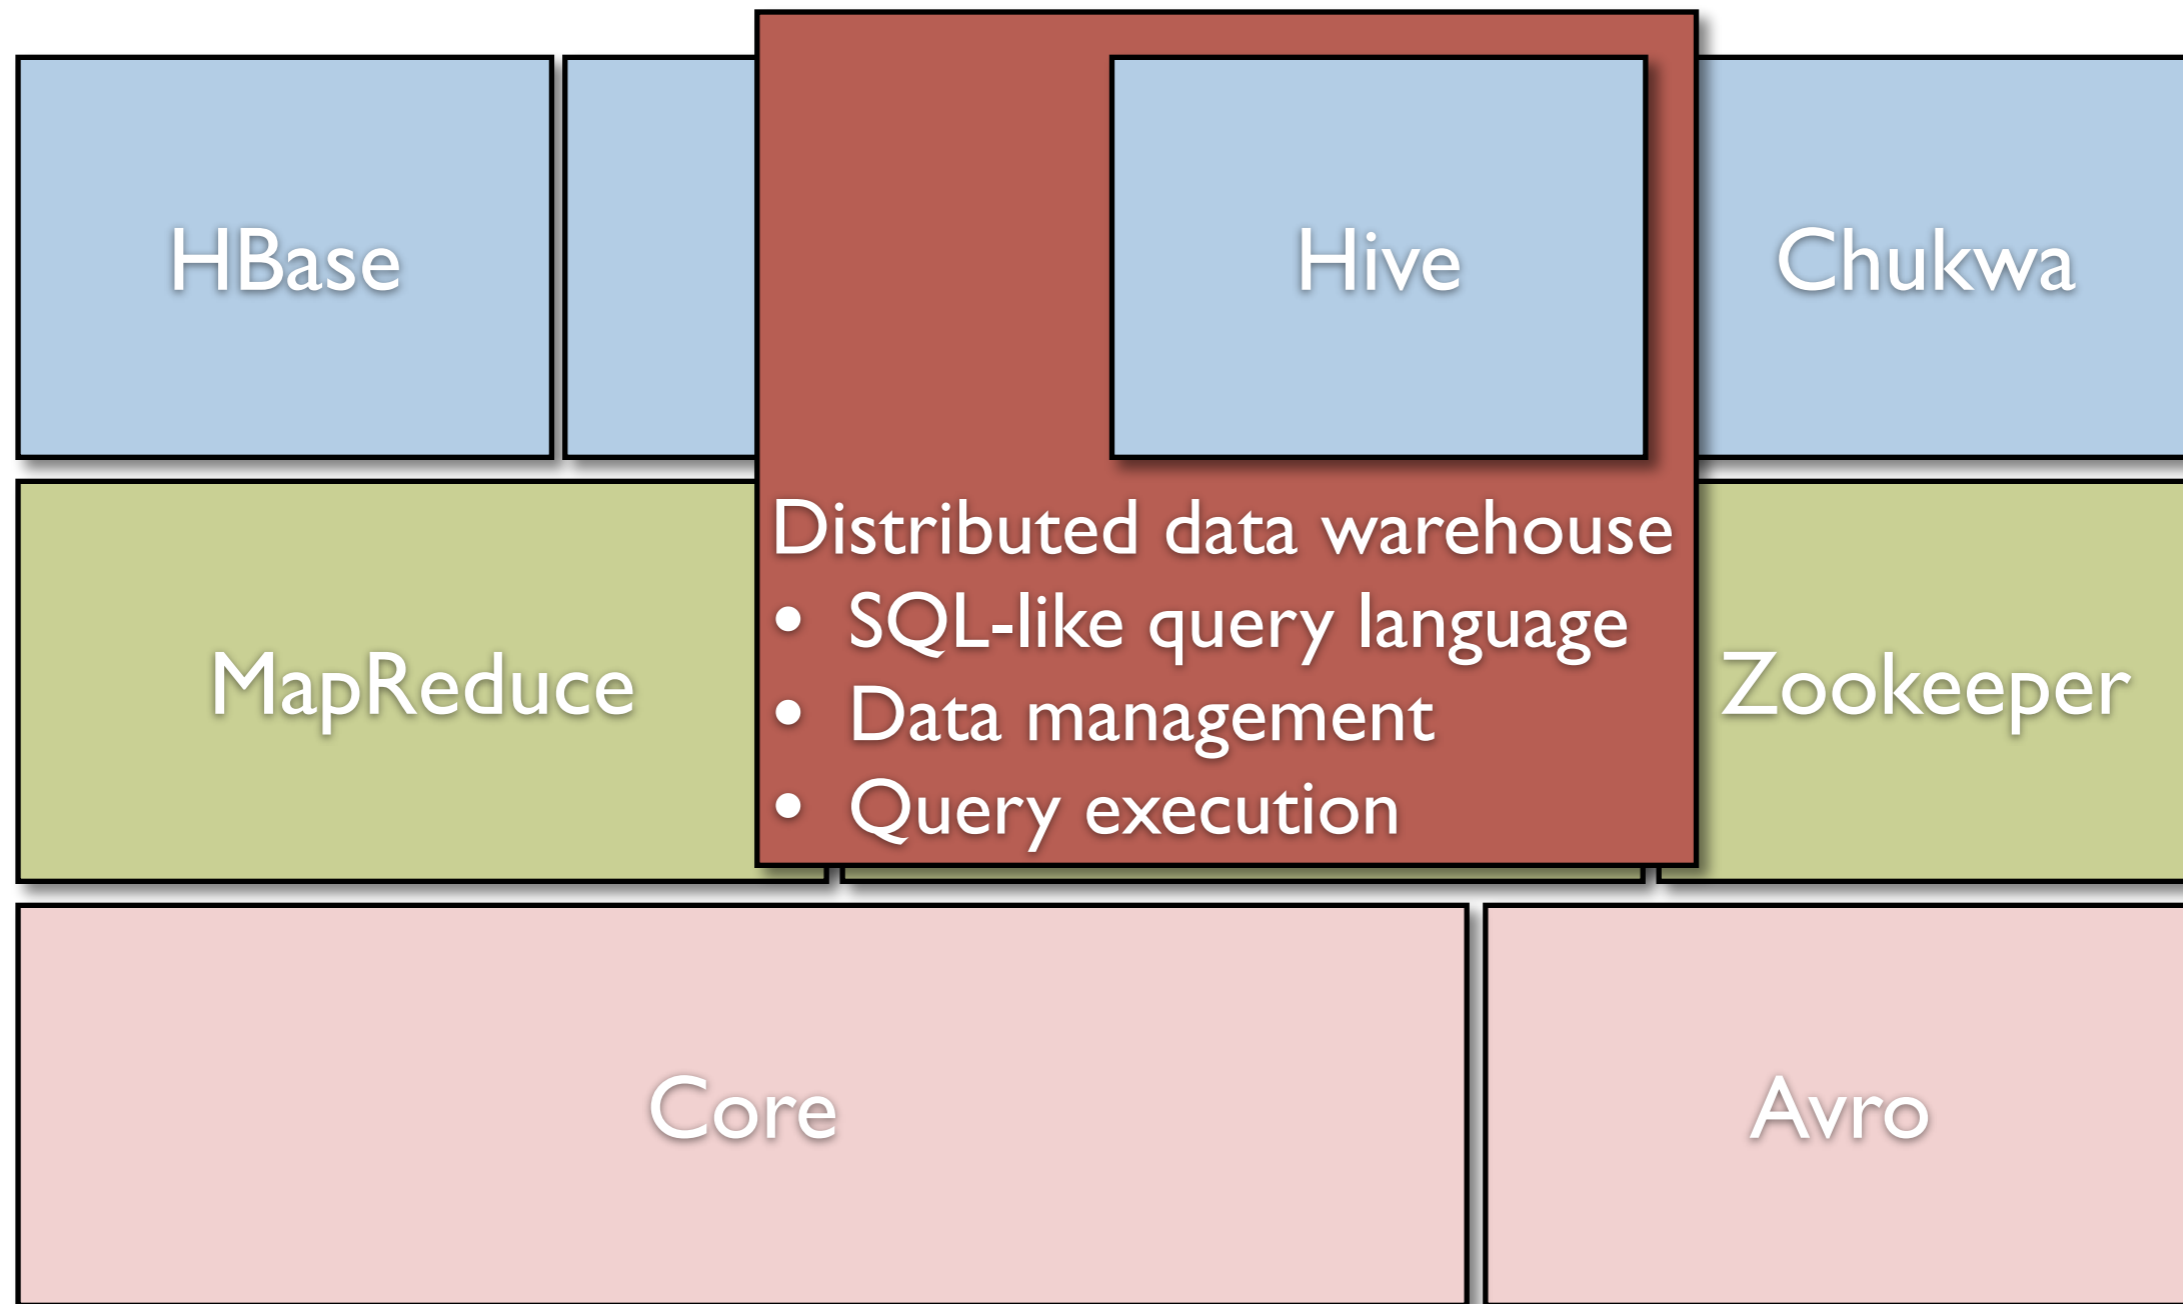 HBase
Hive
Chukwa
Distributed data warehouse
• SQL-like query language
• Data management
• Query execution
MapReduce
Zookeeper
Core
Avro